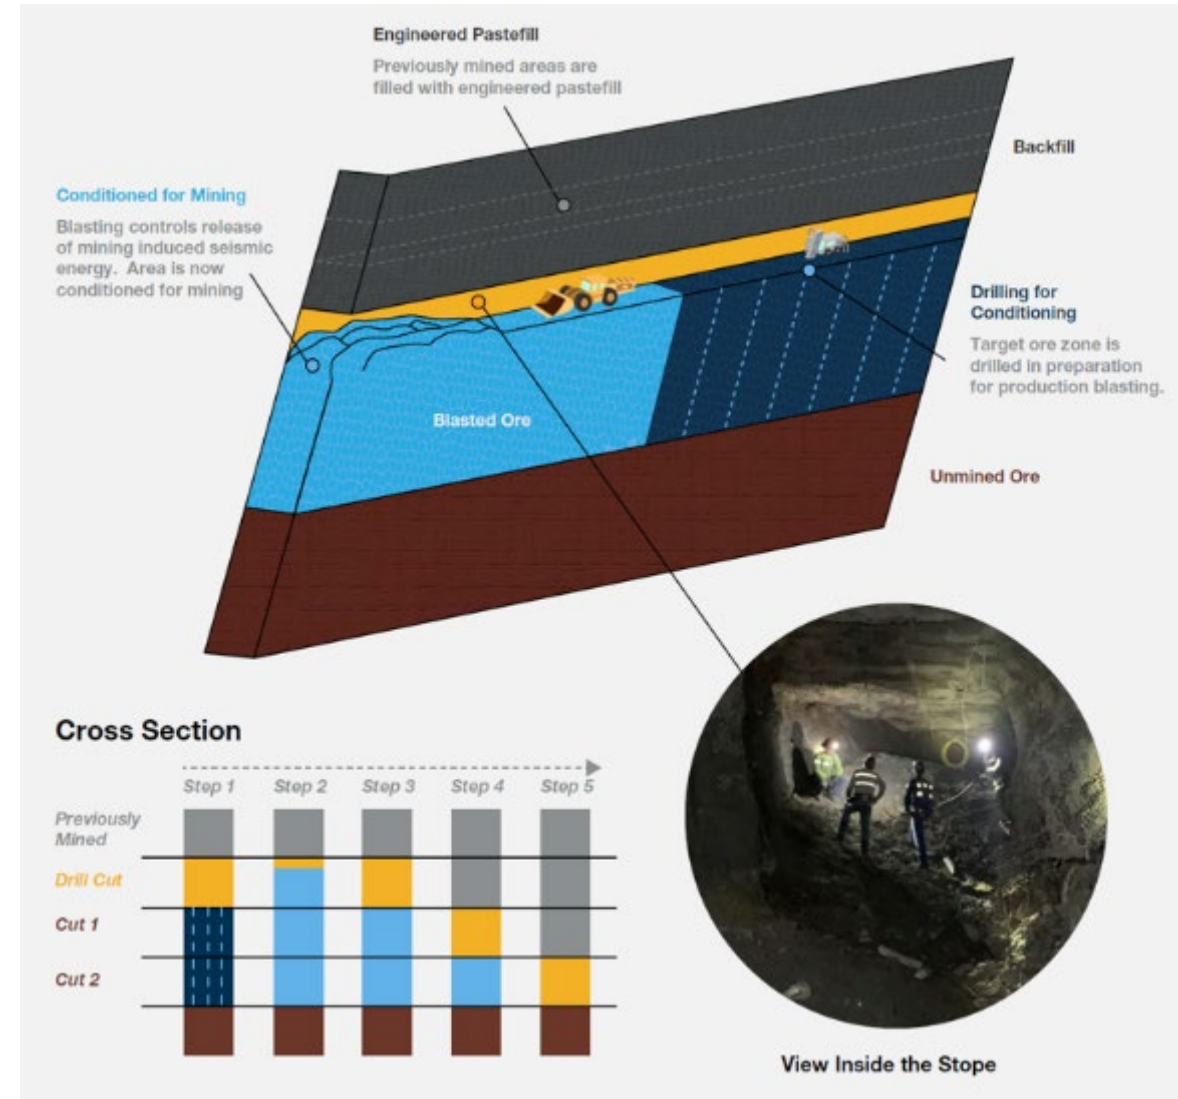 Engineered Pastefill
Previously mined areas are
filled with engineered pastefill
Backfill
Conditioned for Mining
Blasting controls release
of mining induced seismic
energy. Area is now
conditioned for mining
Drilling for
Conditioning
Target ore zone is
drilled in preparation
for production blasting.
Blasted Ore
Unmined Ore
Cross Section
Step 1 Step 2 Step 3 Step 4 Step 5
Previously
Mined
Drill Cut
Cut 1
Cut 2
View Inside the Stope